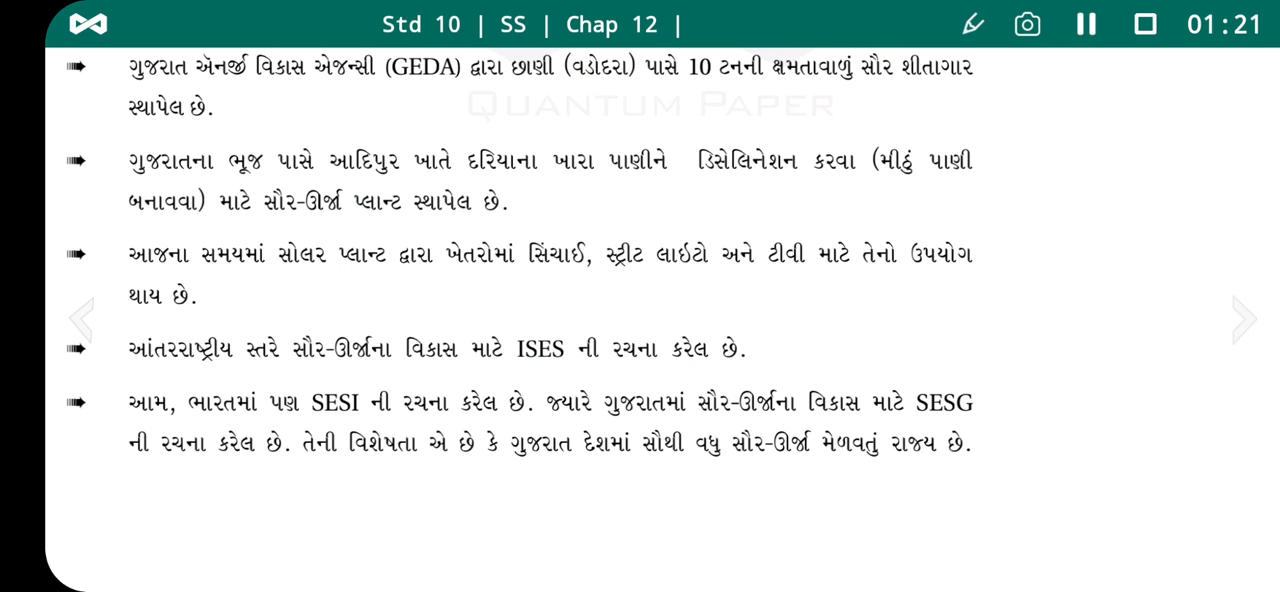 Std 10 | SS | Chap 12 |
01:21
ગુજરાત ઍનર્જી વિકાસ એજન્સી (GEDA) દ્વારા છાણી (વડોદરા) પાસે 10 ટનની ક્ષમતાવાળું સૌર શીતાગાર
સ્થાપેલ છે.
QUANTUM PAPER
ગુજરાતના ભૂજ પાસે આદિપુર ખાતે દરિયાના ખારા પાણીને ડિસેલિનેશન કરવા (મીઠું પાણી
બનાવવા) માટે સૌર-ઊર્જા પ્લાન્ટ સ્થાપેલ છે.
આજના સમયમાં સોલર પ્લાન્ટ દ્વારા ખેતરોમાં સિંચાઈ, સ્ટ્રીટ લાઇટો અને ટીવી માટે તેનો ઉપયોગ
થાય છે.
આંતરરાષ્ટ્રીય સ્તરે સૌર-ઊર્જાના વિકાસ માટે ISES ની રચના કરેલ છે.
આમ, ભારતમાં પણ SESI ની રચના કરેલ છે. જ્યારે ગુજરાતમાં સૌર-ઊર્જાના વિકાસ માટે SESG
ની રચના કરેલ છે. તેની વિશેષતા એ છે કે ગુજરાત દેશમાં સૌથી વધુ સૌર-ઊર્જા મેળવતું રાજય છે.